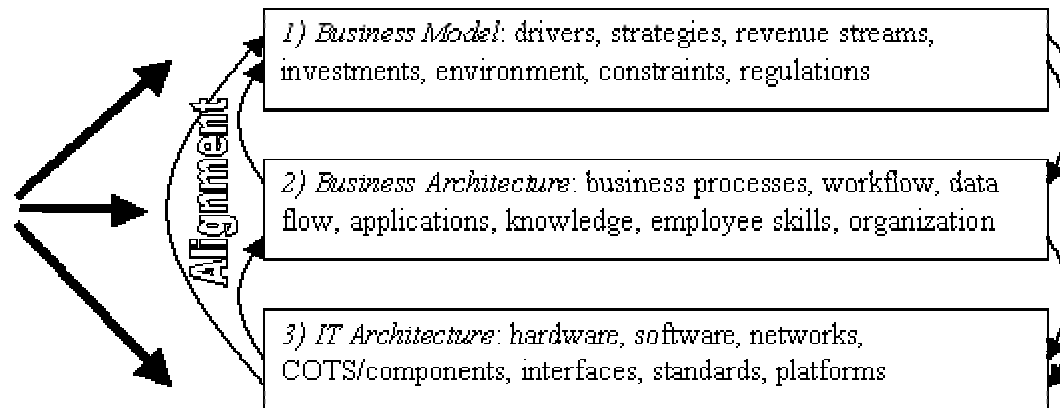 1) Business Model: drivers, strategies, revenue streams,
investments, environment, constraints, regulations
Alignment
2) Business Architecture: business processes, workflow, data
flow, applications, knowledge, employee skills, organization
3) IT Architecture: hardware, software, networks,
COTS/components, interfaces, standards, platforms